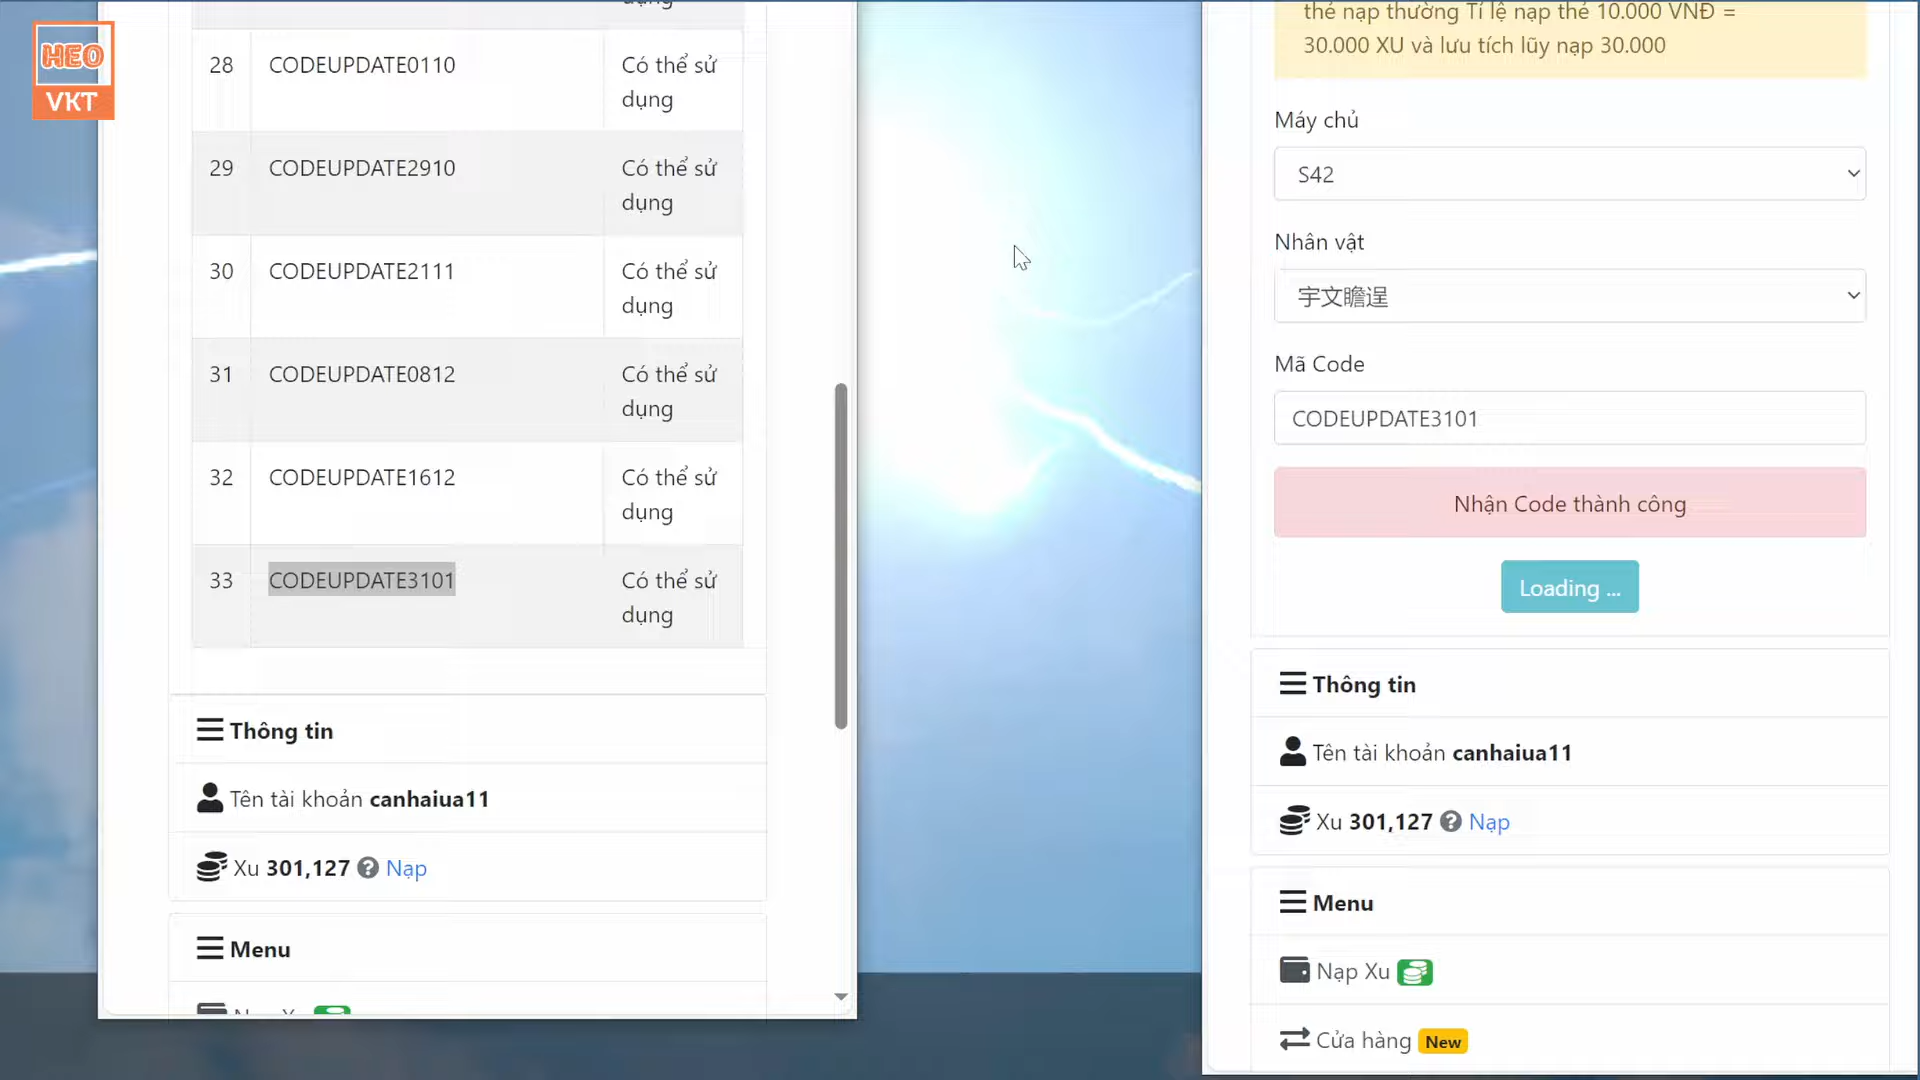 HEO
VKT
28 CODEUPDATE0110 Có thể sử
dụng
29 CODEUPDATE2910 Có thể sử
dụng
30 CODEUPDATE2111 Có thể sử
dụng
31 CODEUPDATE0812 Có thể sử
dụng
32 CODEUPDATE1612 Có thể sử
dụng
33 CODEUPDATE3101 Có thể sử
dụng
Thông tin
Tên tài khoản canhaiua11
Xu 301,127 ? Nạp
Menu
thẻ nạp thường Tỉ lệ nạp thẻ 10.000 VNĐ =
30.000 XU và lưu tích lũy nạp 30.000
Máy chủ
S42
Nhân vật
宇文瞻逞
Mã Code
CODEUPDATE3101
Nhận Code thành công
Loading ...
Thông tin
Tên tài khoản canhaiua11
Xu 301,127 ? Nạp
Menu
Nạp Xu
Cửa hàng New